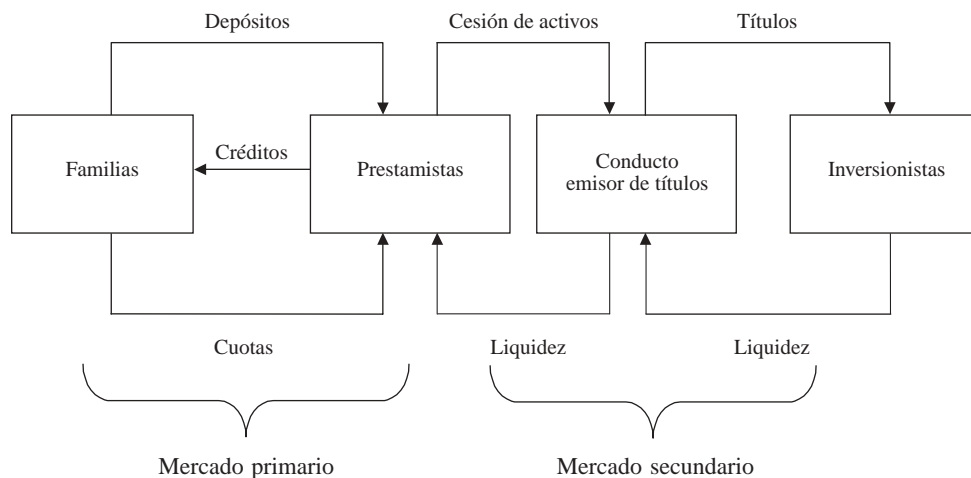 Depósitos
Cesión de activos
Títulos
Familias
Créditos
Prestamistas
Conducto
emisor de títulos
Inversionistas
Cuotas
Liquidez
Liquidez
Mercado primario
Mercado secundario